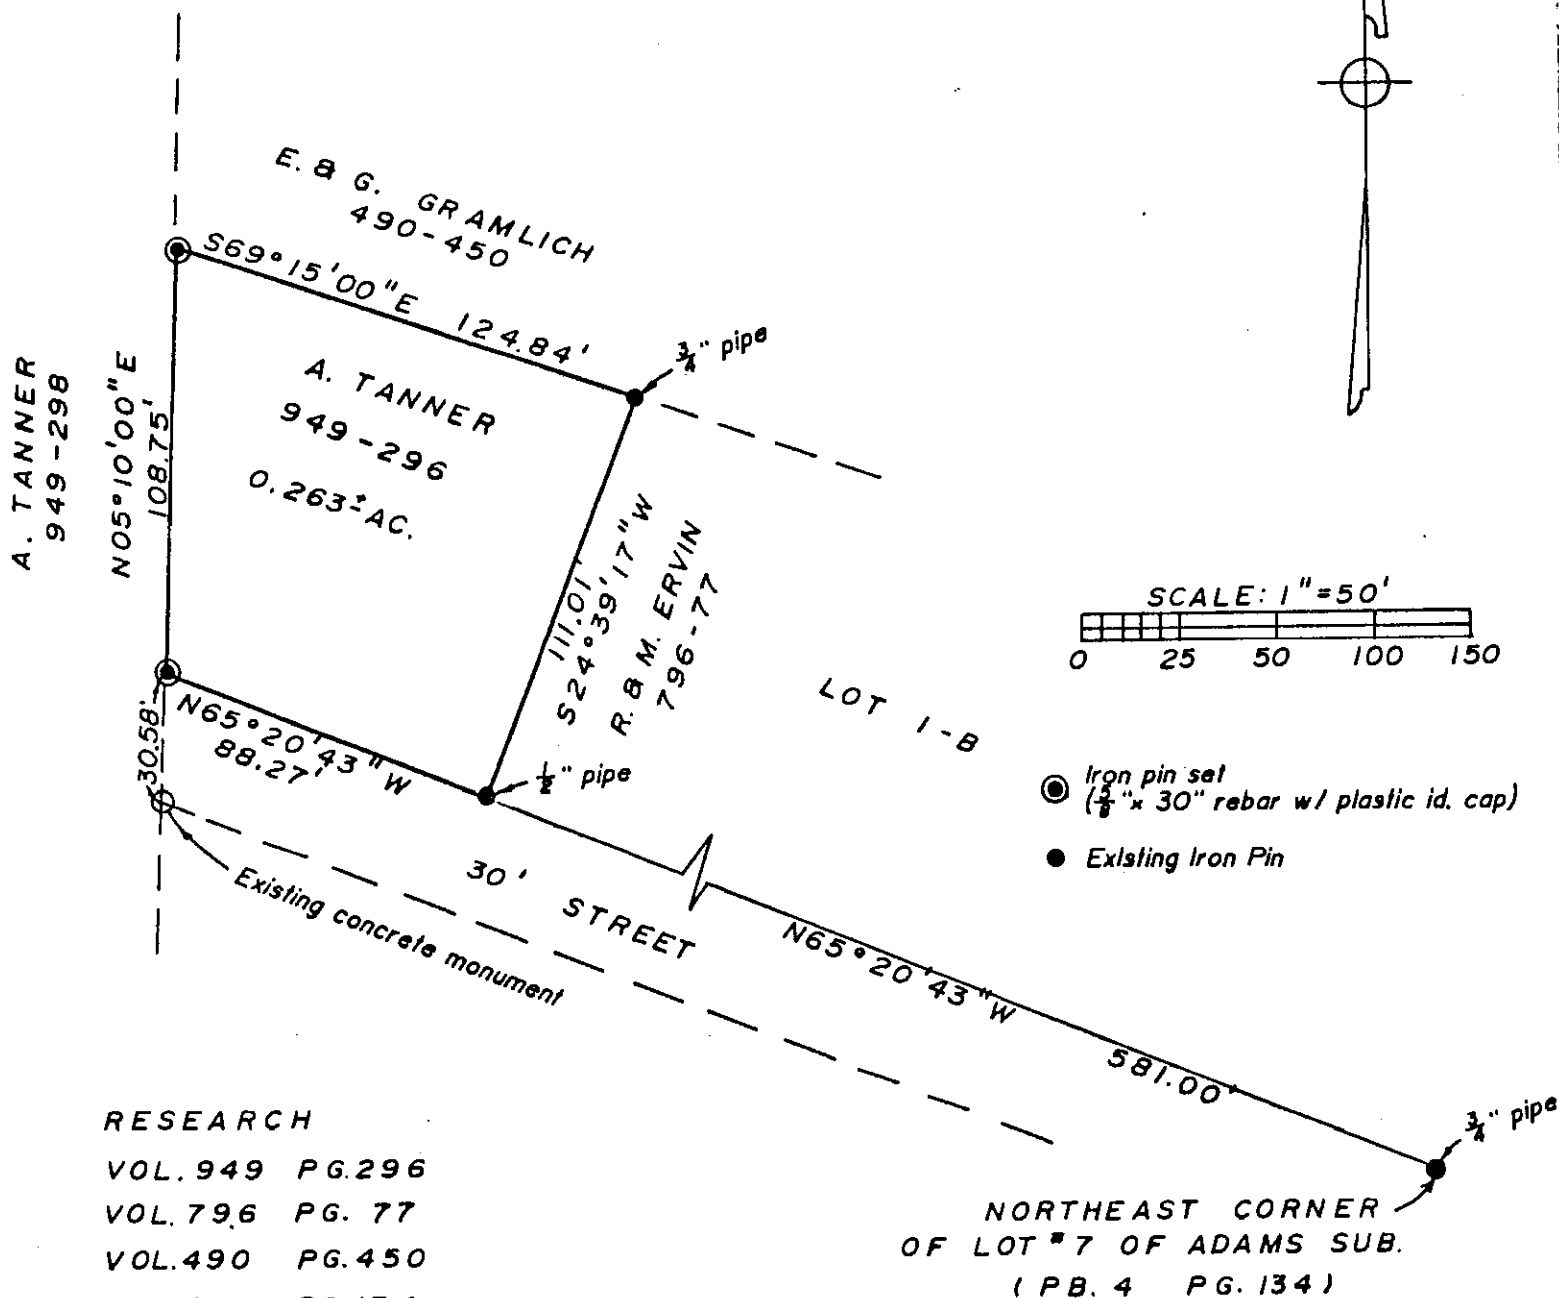 E. & G. GRAMLICH
490-450
S69°15'00"E 124.84'
3/4" pipe
A. TANNER
949-298
N05°10'00"E
108.75'
A. TANNER
949-296
0.263± AC.
111.01'
S24°39'17"W
R. & M. ERVIN
796-77
SCALE: 1"=50'
0 25 50 100 150
LOT 1-B
30.58'
N65°20'43"W
88.27'
1/2" pipe
Iron pin set
(5/8" x 30" rebar w/ plastic id. cap)
Existing Iron Pin
Existing concrete monument
30' STREET
N65°20'43"W 581.00'
3/4" pipe
NORTHEAST CORNER
OF LOT #7 OF ADAMS SUB.
(PB. 4 PG. 134)
RESEARCH
VOL. 949 PG. 296
VOL. 796 PG. 77
VOL. 490 PG. 450